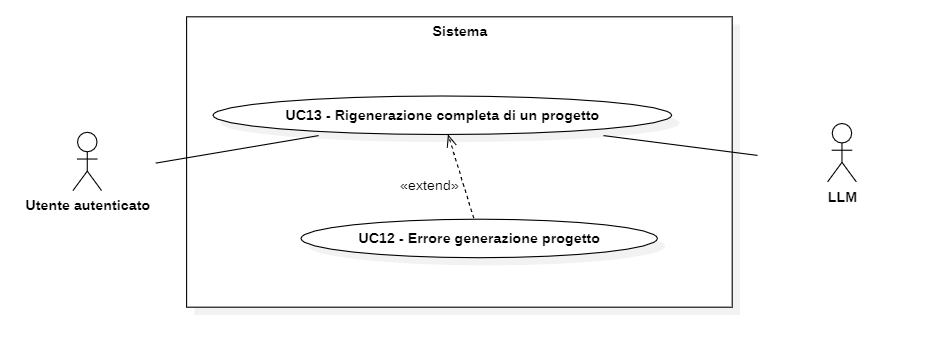 Sistema
UC13 - Rigenerazione completa di un progetto
Utente autenticato
«extend»
LLM
UC12 - Errore generazione progetto